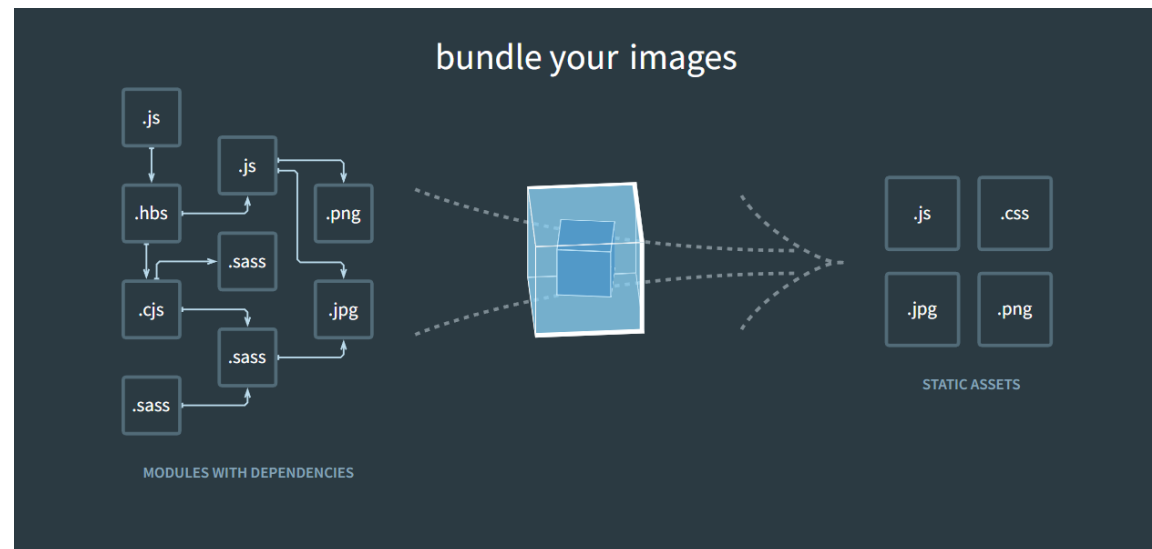 bundle your images
.js
.js
.hbs
.png
.sass
.cjs
.jpg
.sass
.sass
MODULES WITH DEPENDENCIES
.js
.css
.jpg
.png
STATIC ASSETS